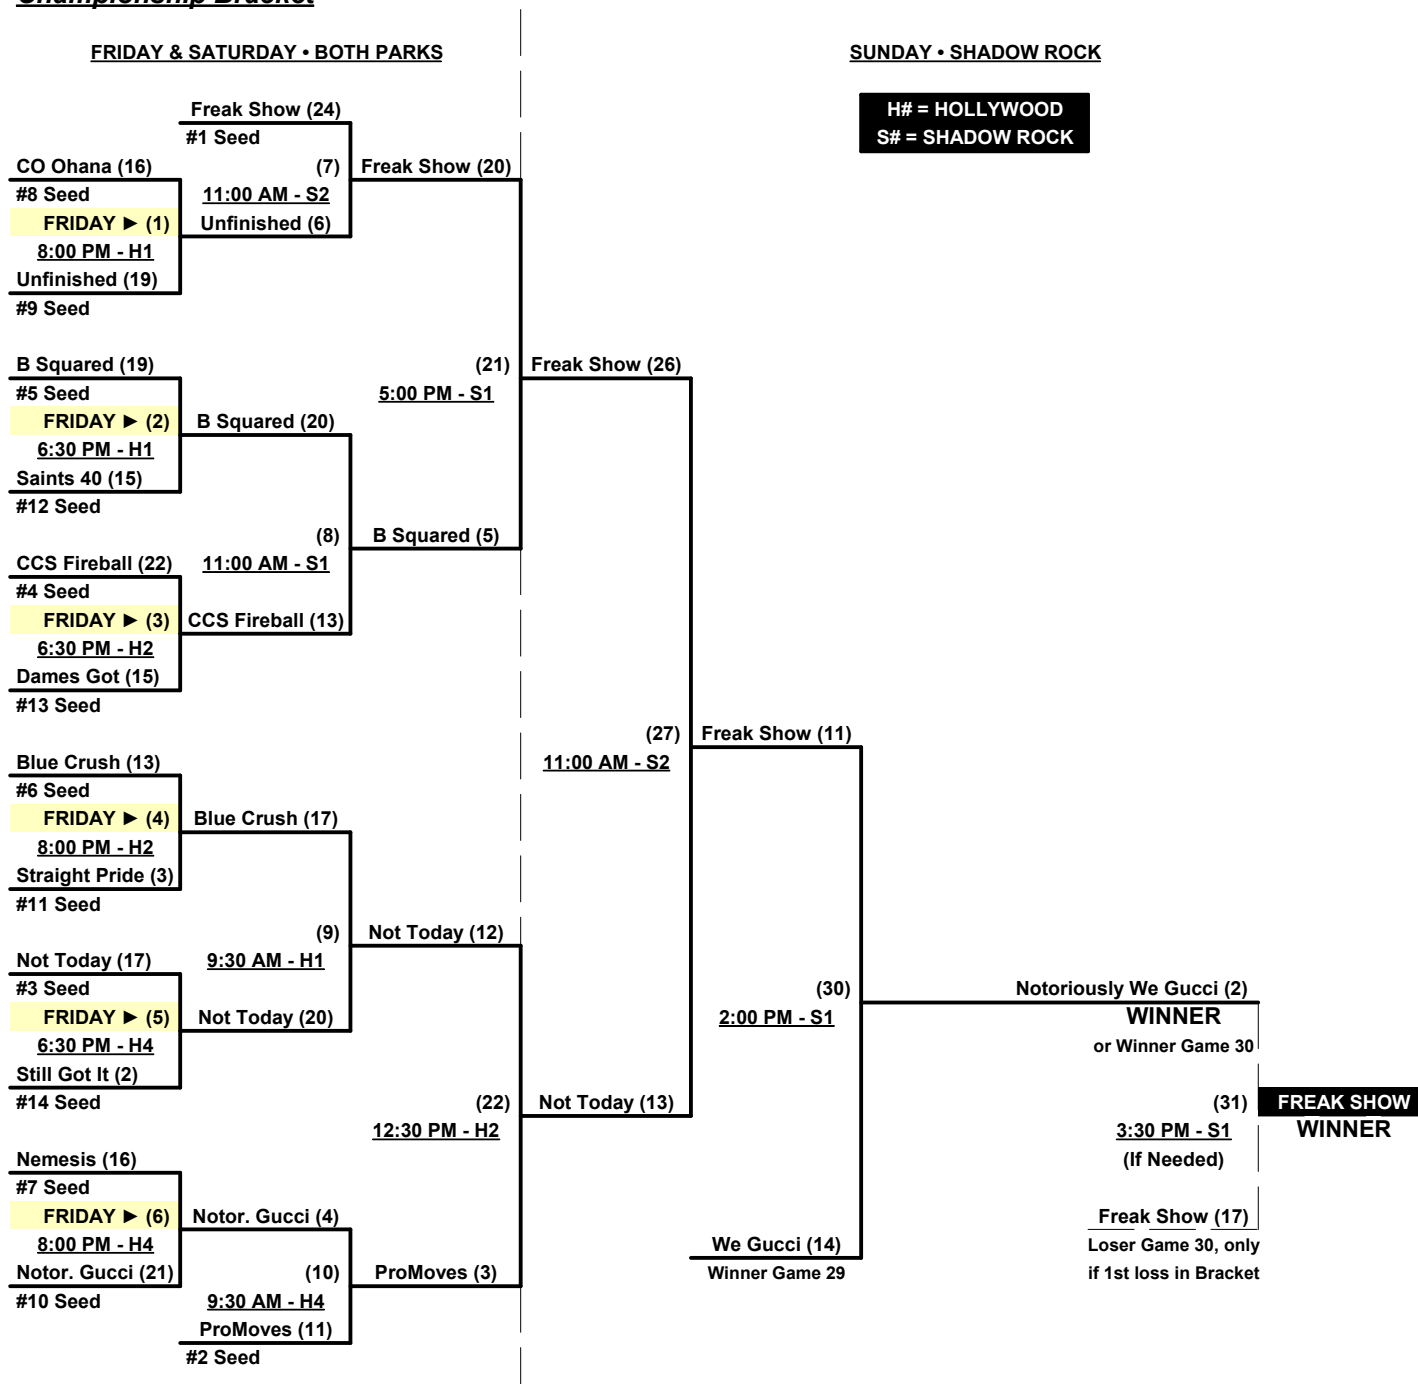 Championship Bracket
FRIDAY & SATURDAY • BOTH PARKS
SUNDAY • SHADOW ROCK
H# = HOLLYWOOD
S# = SHADOW ROCK
Freak Show (24)
#1 Seed
CO Ohana (16)
(7)
Freak Show (20)
#8 Seed
11:00 AM - S2
FRIDAY ► (1)
Unfinished (6)
8:00 PM - H1
Unfinished (19)
#9 Seed
B Squared (19)
(21)
Freak Show (26)
#5 Seed
5:00 PM - S1
FRIDAY ► (2)
B Squared (20)
6:30 PM - H1
Saints 40 (15)
#12 Seed
(8)
B Squared (5)
CCS Fireball (22)
11:00 AM - S1
#4 Seed
FRIDAY ► (3)
CCS Fireball (13)
6:30 PM - H2
Dames Got (15)
#13 Seed
(27)
Freak Show (11)
Blue Crush (13)
11:00 AM - S2
#6 Seed
FRIDAY ► (4)
Blue Crush (17)
8:00 PM - H2
Straight Pride (3)
#11 Seed
(9)
Not Today (12)
Not Today (17)
9:30 AM - H1
#3 Seed
(30)
Notoriously We Gucci (2)
FRIDAY ► (5)
Not Today (20)
2:00 PM - S1
WINNER
6:30 PM - H4
or Winner Game 30
Still Got It (2)
#14 Seed
(22)
Not Today (13)
(31)
FREAK SHOW
12:30 PM - H2
3:30 PM - S1
WINNER
Nemesis (16)
(If Needed)
#7 Seed
FRIDAY ► (6)
Notor. Gucci (4)
Freak Show (17)
8:00 PM - H4
We Gucci (14)
Loser Game 30, only
Notor. Gucci (21)
(10)
ProMoves (3)
Winner Game 29
if 1st loss in Bracket
#10 Seed
9:30 AM - H4
ProMoves (11)
#2 Seed